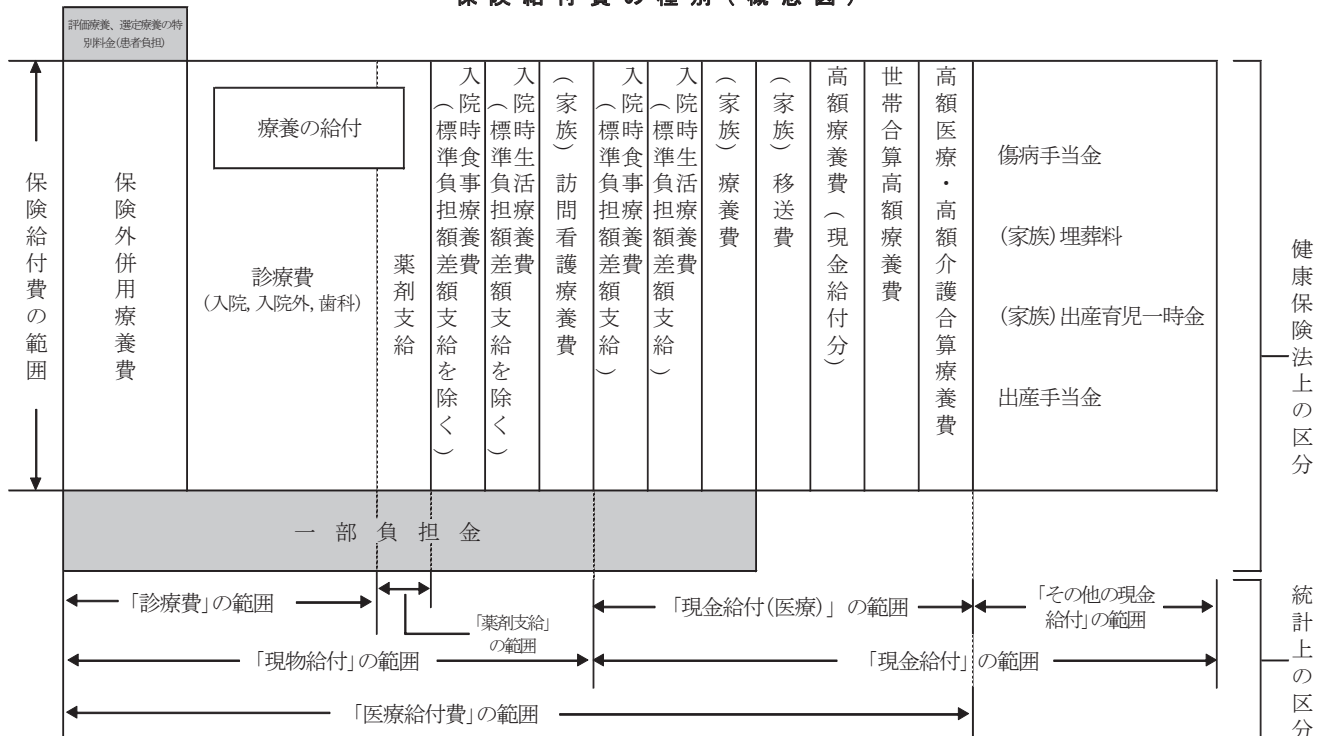 保険給付費の種別(概念図)
評価療養、選定療養の特
別料金(患者負担)
保険給付費の範囲
保険外併用療養費
療養の給付
診療費
(入院,入院外,歯科)
薬剤支給
入院時食事療養費
(標準負担額差額支給を除く)
入院時生活療養費
(標準負担額差額支給を除く)
(家族)訪問看護療養費
入院時食事療養費
(標準負担額差額支給)
入院時生活療養費
(標準負担額差額支給)
(家族)療養費
(家族)移送費
高額療養費(現金給付分)
世帯合算高額療養費
高額医療・高額介護合算療養費
傷病手当金
(家族)埋葬料
(家族)出産育児一時金
出産手当金
健康保険法上の区分
一部負担金
「診療費」の範囲
「薬剤支給」
の範囲
「現金給付(医療)」の範囲
「その他の現金
給付」の範囲
「現物給付」の範囲
「現金給付」の範囲
「医療給付費」の範囲
統計上の区分